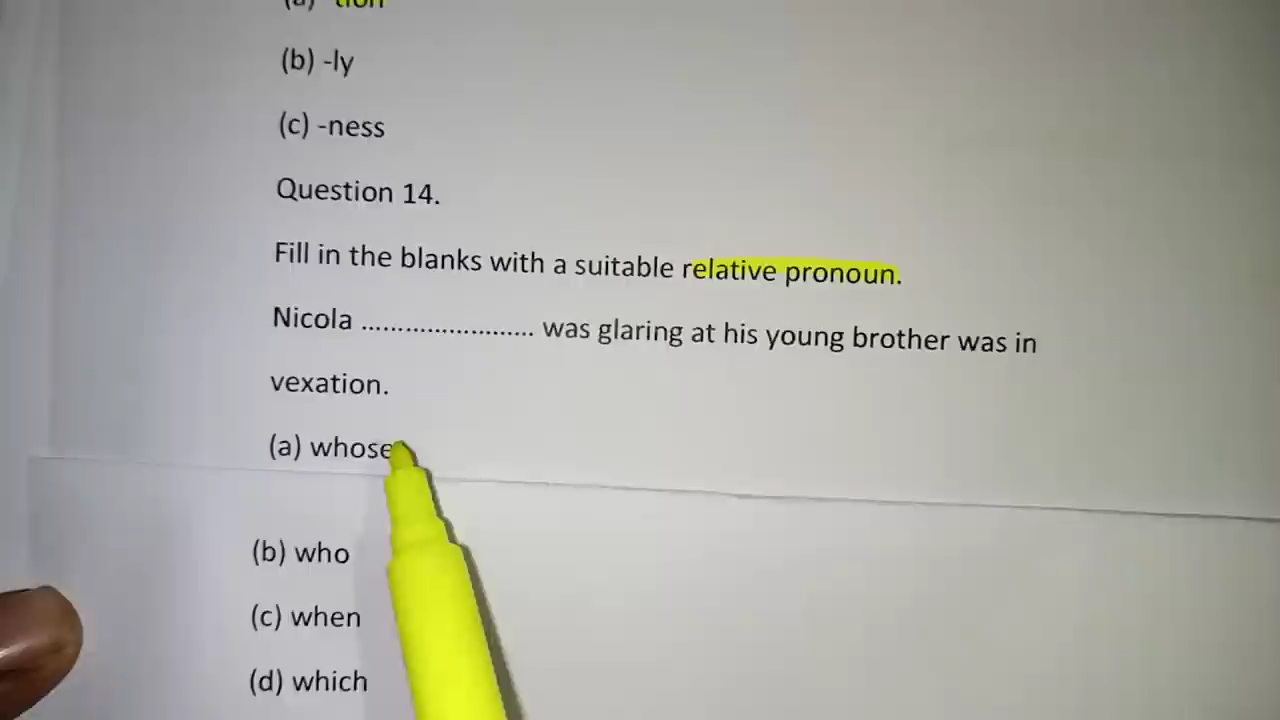 (a) -tion
(b) -ly
(c) -ness
Question 14.
Fill in the blanks with a suitable relative pronoun.
Nicola ........................ was glaring at his young brother was in
vexation.
(a) whose
(b) who
(c) when
(d) which